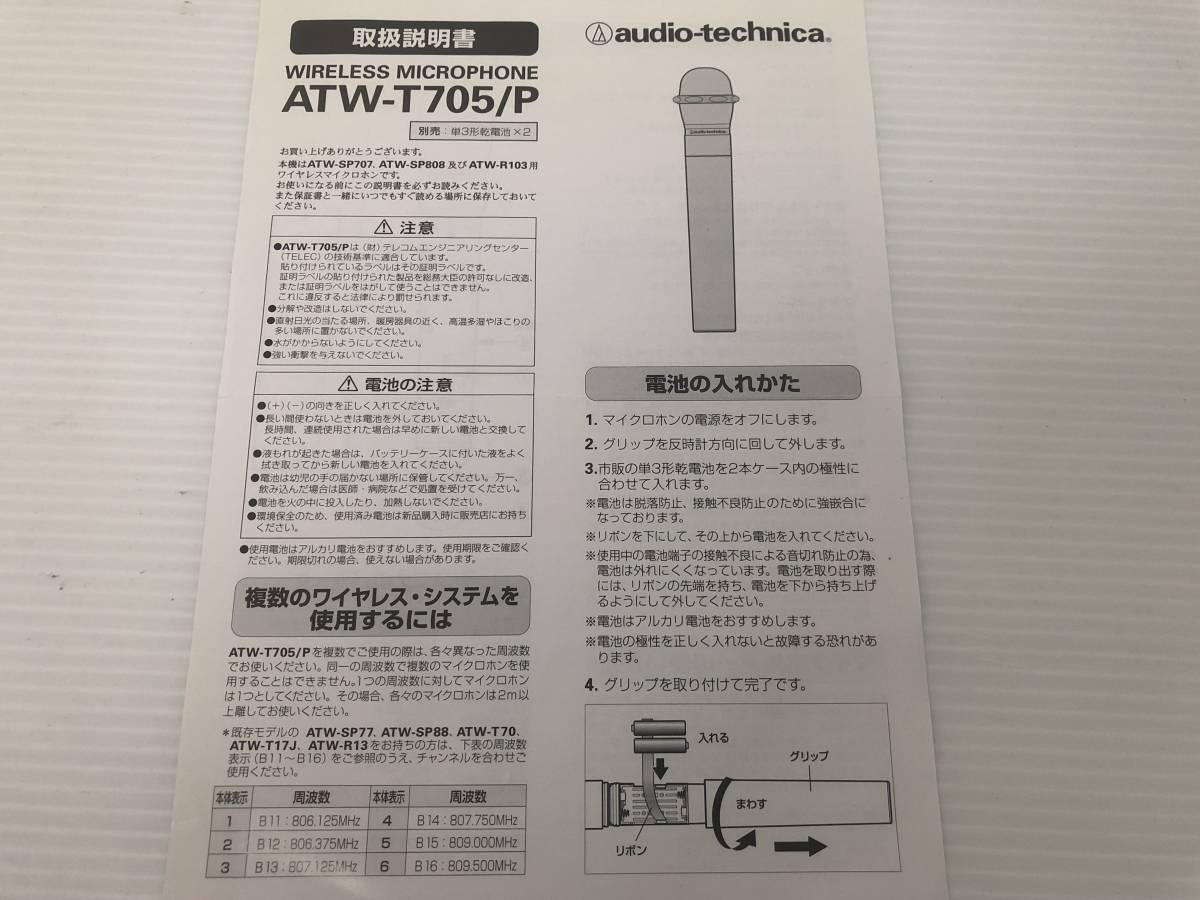 取扱説明書
WIRELESS MICROPHONE
ATW-T705/P
別売:単3形乾電池×2
お買い上げありがとうございます。
本機はATW-SP707、ATW-SP808及びATW-R103用
ワイヤレスマイクロホンです。
お使いになる前にこの説明書を必ずお読みください。
また保証書と一緒にいつでもすぐ読める場所に保存しておいて
ください。
⚠ 注意
●ATW-T705/Pは(財)テレコムエンジニアリングセンター
(TELEC)の技術基準に適合しています。
貼り付けられているラベルはその証明ラベルです。
証明ラベルの貼り付けられた製品を総務大臣の許可なしに改造、
または証明ラベルをはがして使うことはできません。
これに違反すると法律により罰せられます。
●分解や改造はしないでください。
●直射日光の当たる場所、暖房器具の近く、高温多湿やほこりの
多い場所に置かないでください。
●水がかからないようにしてください。
●強い衝撃を与えないでください。
⚠ 電池の注意
●(+)(−)の向きを正しく入れてください。
●長い間使わないときは電池を外しておいてください。
長時間、連続使用された場合は早めに新しい電池と交換して
ください。
●液もれが起きた場合は、バッテリーケースに付いた液をよく
拭き取ってから新しい電池を入れてください。
●電池は幼児の手の届かない場所に保管してください。万一、
飲み込んだ場合は医師・病院などで処置を受けてください。
●電池を火の中に投入したり、加熱しないでください。
●環境保全のため、使用済み電池は新品購入時に販売店にお持ち
ください。
●使用電池はアルカリ電池をおすすめします。使用期限をご確認く
ださい。期限切れの場合、使えない場合があります。
複数のワイヤレス・システムを
使用するには
ATW-T705/Pを複数でご使用の際は、各々異なった周波数
でお使いください。同一の周波数で複数のマイクロホンを使
用することはできません。1つの周波数に対してマイクロホン
は1つとしてください。その場合、各々のマイクロホンは2m以
上離してお使いください。
*既存モデルの ATW-SP77、ATW-SP88、ATW-T70、
ATW-T17J、ATW-R13をお持ちの方は、下表の周波数
表示(B11～B16)をご参照のうえ、チャンネルを合わせご
使用ください。
本体表示 周波数 本体表示 周波数
1 B11:806.125MHz 4 B14:807.750MHz
2 B12:806.375MHz 5 B15:809.000MHz
3 B13:807.125MHz 6 B16:809.500MHz
audio-technica®
audio-technica
電池の入れかた
1. マイクロホンの電源をオフにします。
2. グリップを反時計方向に回して外します。
3.市販の単3形乾電池を2本ケース内の極性に
合わせて入れます。
※電池は脱落防止、接触不良防止のために強嵌合に
なっております。
※リボンを下にして、その上から電池を入れてください。
※使用中の電池端子の接触不良による音切れ防止の為、
電池は外れにくくなっています。電池を取り出す際
には、リボンの先端を持ち、電池を下から持ち上げ
るようにして外してください。
※電池はアルカリ電池をおすすめします。
※電池の極性を正しく入れないと故障する恐れがあ
ります。
4. グリップを取り付けて完了です。
入れる
グリップ
まわす
リボン